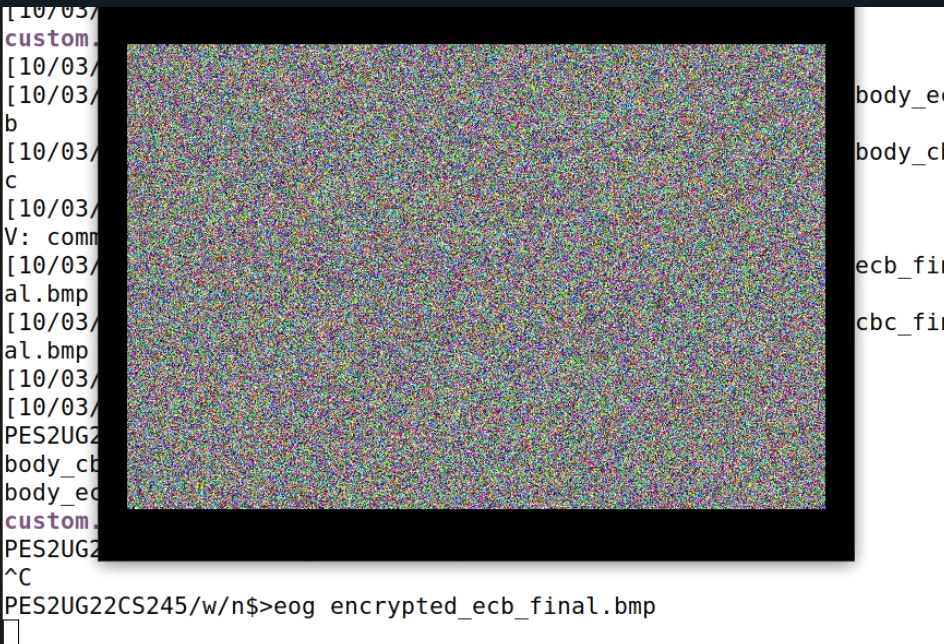 [10/03/
custom.
[10/03/
[10/03/ body_ec
b
[10/03/ body_cb
c
[10/03/
V: comm
[10/03/ ecb_fin
al.bmp
[10/03/ cbc_fin
al.bmp
[10/03/
[10/03/
PES2UG2
body_cb
body_ec
custom.
PES2UG2
^C
PES2UG22CS245/w/n$>eog encrypted_ecb_final.bmp